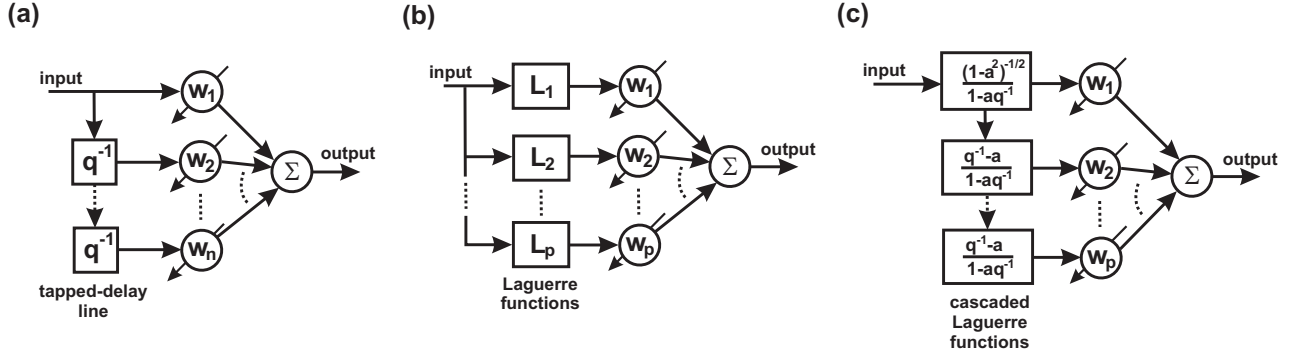 (a)
input
w1
q-1
w2
Σ
output
q-1
wn
tapped-delay
line
(b)
input
L1
w1
L2
w2
Σ
output
Lp
wp
Laguerre
functions
(c)
input
(1-a2)-1/2
1-aq-1
w1
q-1-a
1-aq-1
w2
Σ
output
q-1-a
1-aq-1
wp
cascaded
Laguerre
functions